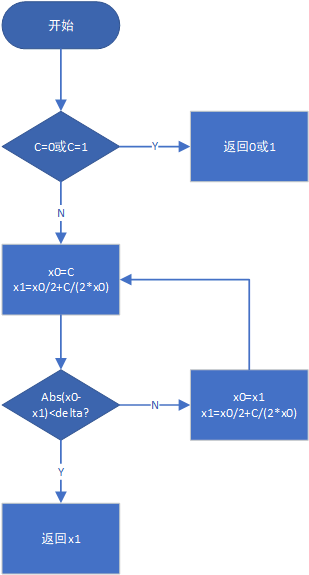 开始
C=0或C=1
Y
返回0或1
N
x0=C
x1=x0/2+C/(2*x0)
Abs(x0-
x1)<delta?
N
x0=x1
x1=x0/2+C/(2*x0)
Y
返回x1